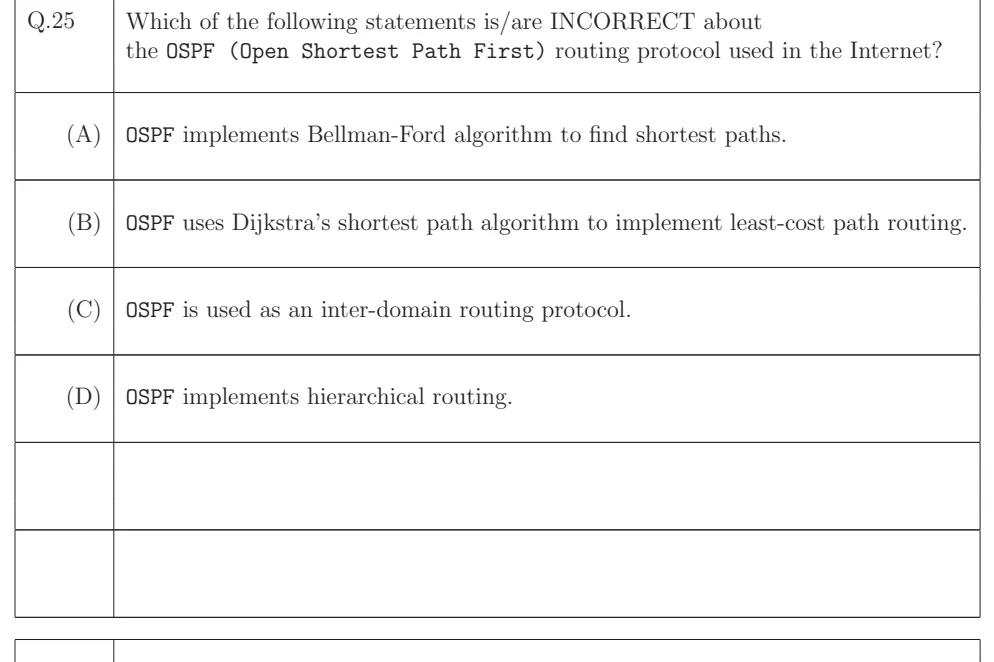 Q.25 Which of the following statements is/are INCORRECT about
the OSPF (Open Shortest Path First) routing protocol used in the Internet?
(A) OSPF implements Bellman-Ford algorithm to find shortest paths.
(B) OSPF uses Dijkstra's shortest path algorithm to implement least-cost path routing.
(C) OSPF is used as an inter-domain routing protocol.
(D) OSPF implements hierarchical routing.